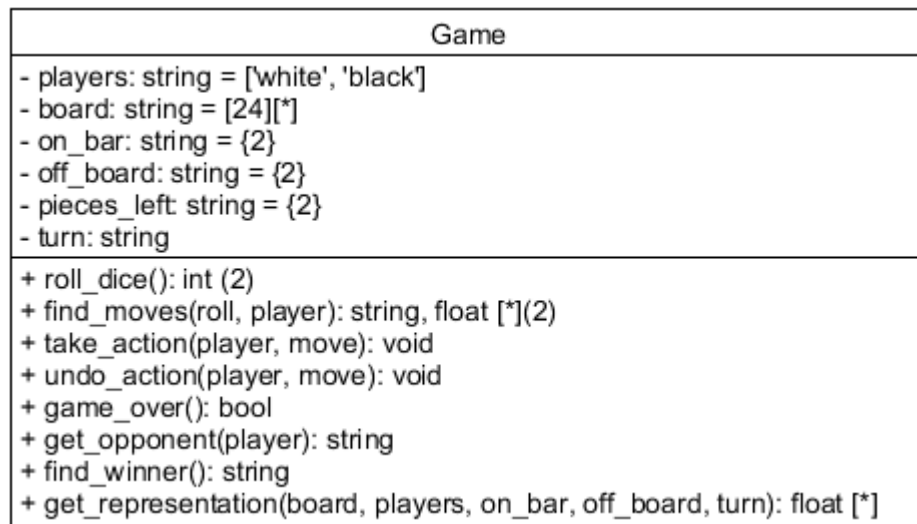 Game
- players: string = ['white', 'black']
- board: string = [24][*]
- on_bar: string = {2}
- off_board: string = {2}
- pieces_left: string = {2}
- turn: string
+ roll_dice(): int (2)
+ find_moves(roll, player): string, float [*](2)
+ take_action(player, move): void
+ undo_action(player, move): void
+ game_over(): bool
+ get_opponent(player): string
+ find_winner(): string
+ get_representation(board, players, on_bar, off_board, turn): float [*]